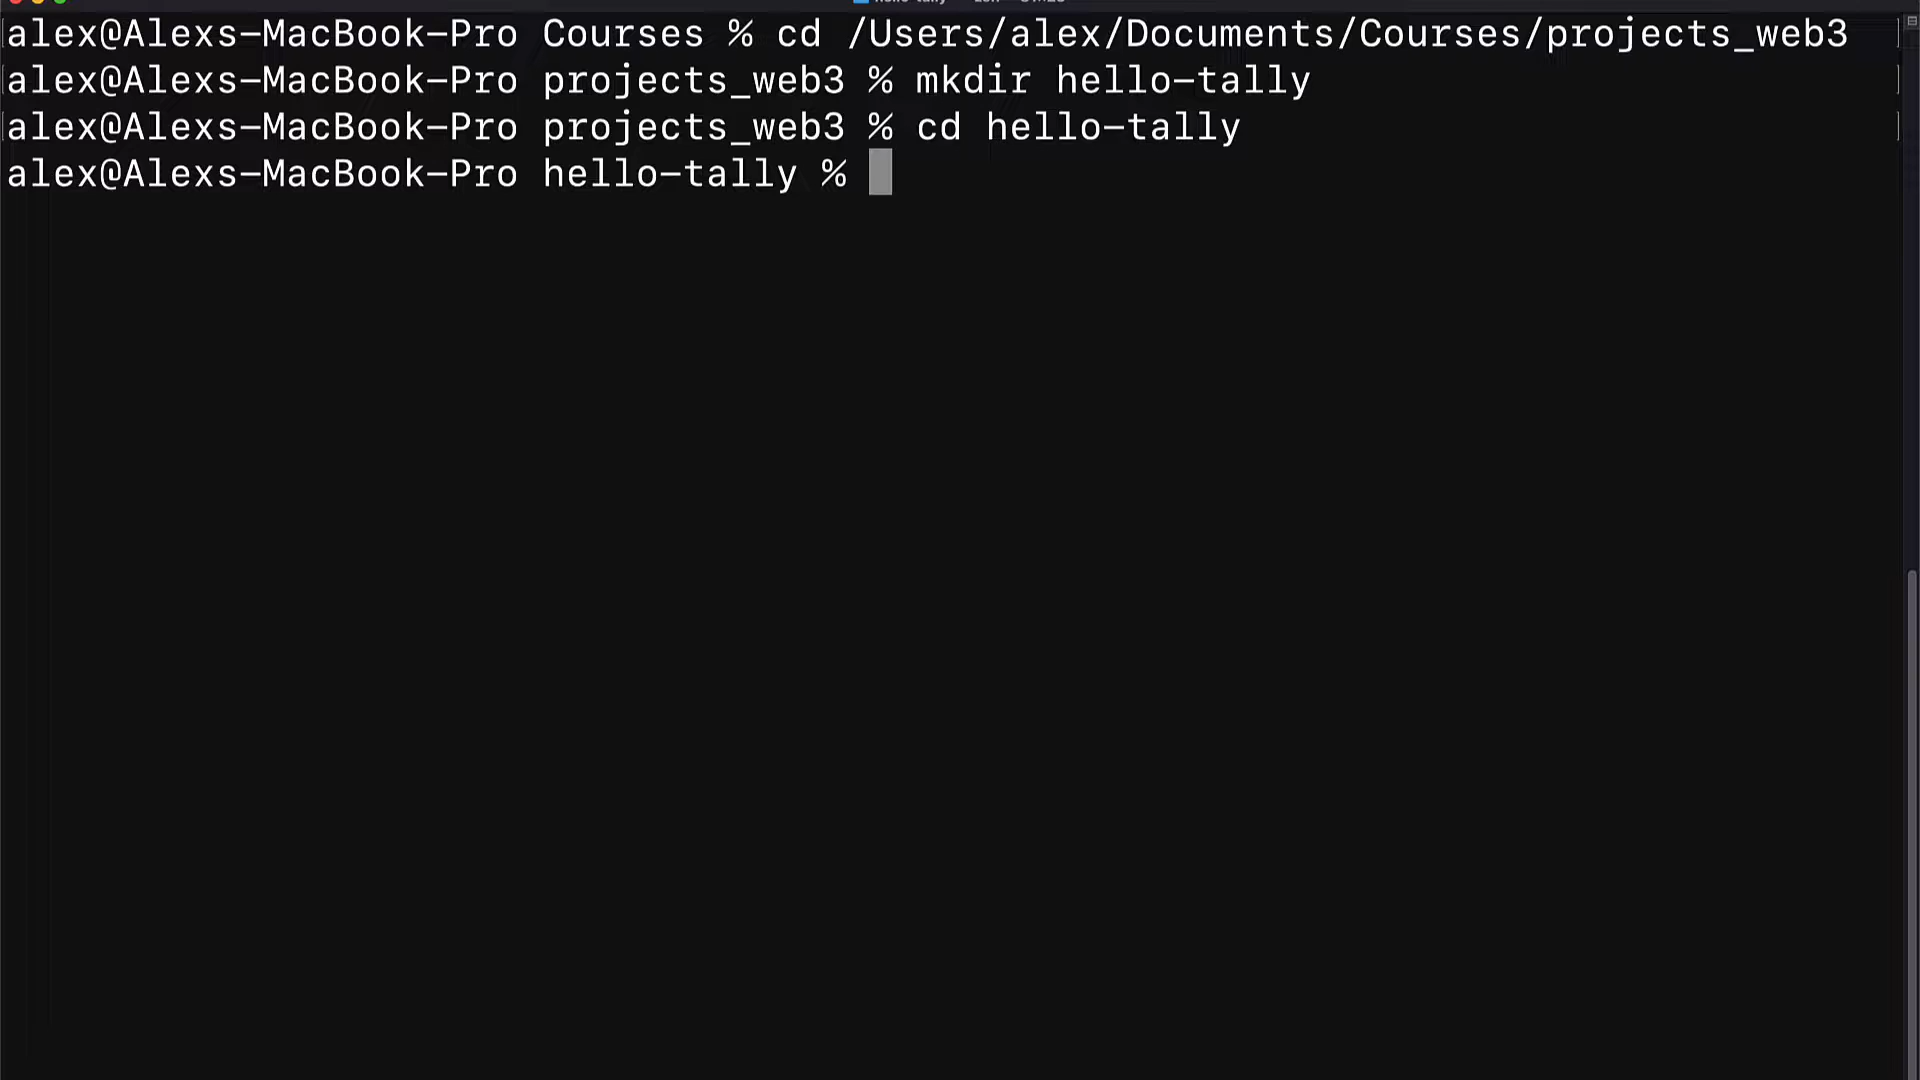 alex@Alexs-MacBook-Pro Courses % cd /Users/alex/Documents/Courses/projects_web3
alex@Alexs-MacBook-Pro projects_web3 % mkdir hello-tally
alex@Alexs-MacBook-Pro projects_web3 % cd hello-tally
alex@Alexs-MacBook-Pro hello-tally %